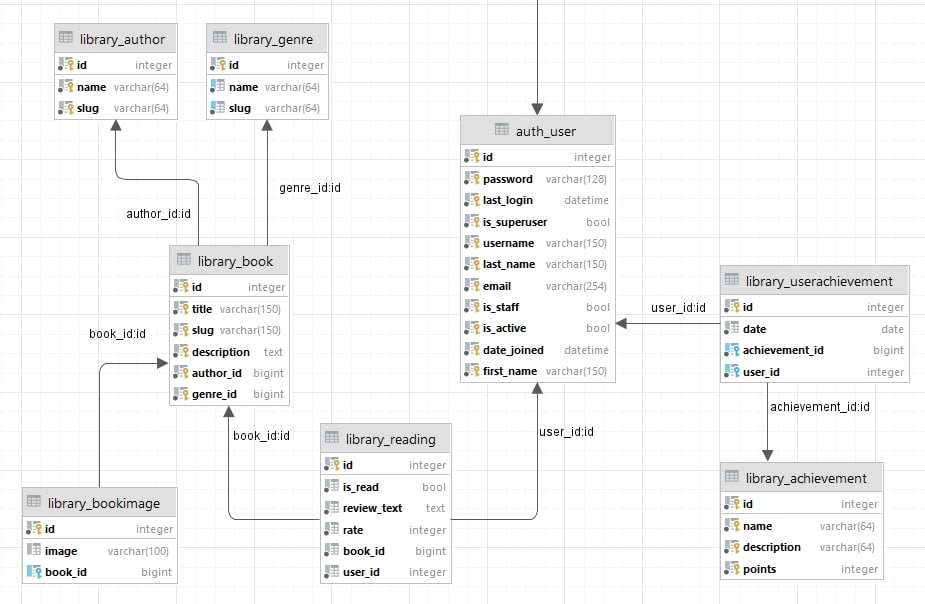 library_author
id integer
name varchar(64)
slug varchar(64)
library_genre
id integer
name varchar(64)
slug varchar(64)
author_id:id
genre_id:id
auth_user
id integer
password varchar(128)
last_login datetime
is_superuser bool
username varchar(150)
last_name varchar(150)
email varchar(254)
is_staff bool
is_active bool
date_joined datetime
first_name varchar(150)
library_book
id integer
title varchar(150)
slug varchar(150)
description text
author_id bigint
genre_id bigint
book_id:id
user_id:id
library_userachievement
id integer
date date
achievement_id bigint
user_id integer
book_id:id
library_reading
id integer
is_read bool
review_text text
rate integer
book_id bigint
user_id integer
user_id:id
achievement_id:id
library_bookimage
id integer
image varchar(100)
book_id bigint
library_achievement
id integer
name varchar(64)
description varchar(64)
points integer